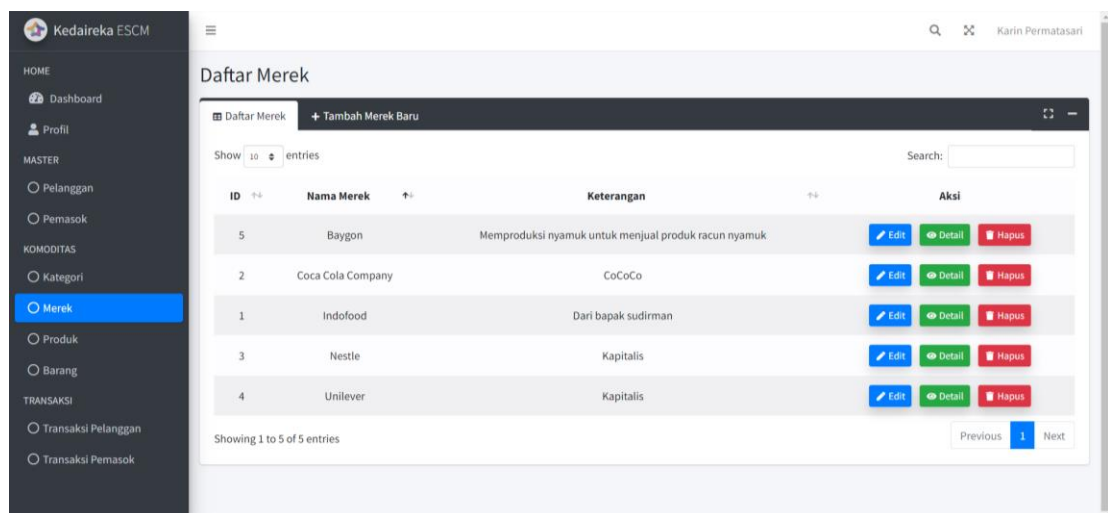 Kedaireka ESCM
Karin Permatasari
HOME
Dashboard
Profil
MASTER
Pelanggan
Pemasok
KOMODITAS
Kategori
Merek
Produk
Barang
TRANSAKSI
Transaksi Pelanggan
Transaksi Pemasok
Daftar Merek
Daftar Merek + Tambah Merek Baru
Show 10 entries Search:
ID Nama Merek Keterangan Aksi
5 Baygon Memproduksi nyamuk untuk menjual produk racun nyamuk Edit Detail Hapus
2 Coca Cola Company CoCoCo Edit Detail Hapus
1 Indofood Dari bapak sudirman Edit Detail Hapus
3 Nestle Kapitalis Edit Detail Hapus
4 Unilever Kapitalis Edit Detail Hapus
Showing 1 to 5 of 5 entries Previous 1 Next